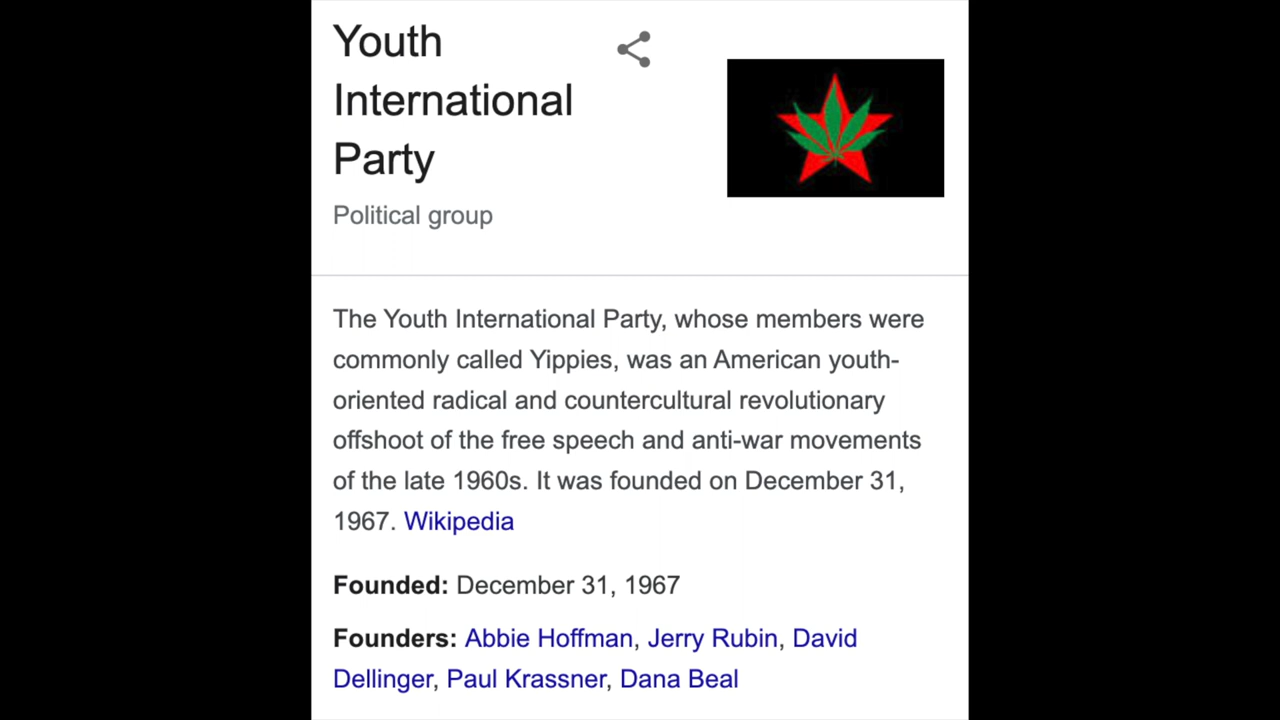 Youth
International
Party
Political group
The Youth International Party, whose members were
commonly called Yippies, was an American youth-
oriented radical and countercultural revolutionary
offshoot of the free speech and anti-war movements
of the late 1960s. It was founded on December 31,
1967. Wikipedia
Founded: December 31, 1967
Founders: Abbie Hoffman, Jerry Rubin, David
Dellinger, Paul Krassner, Dana Beal